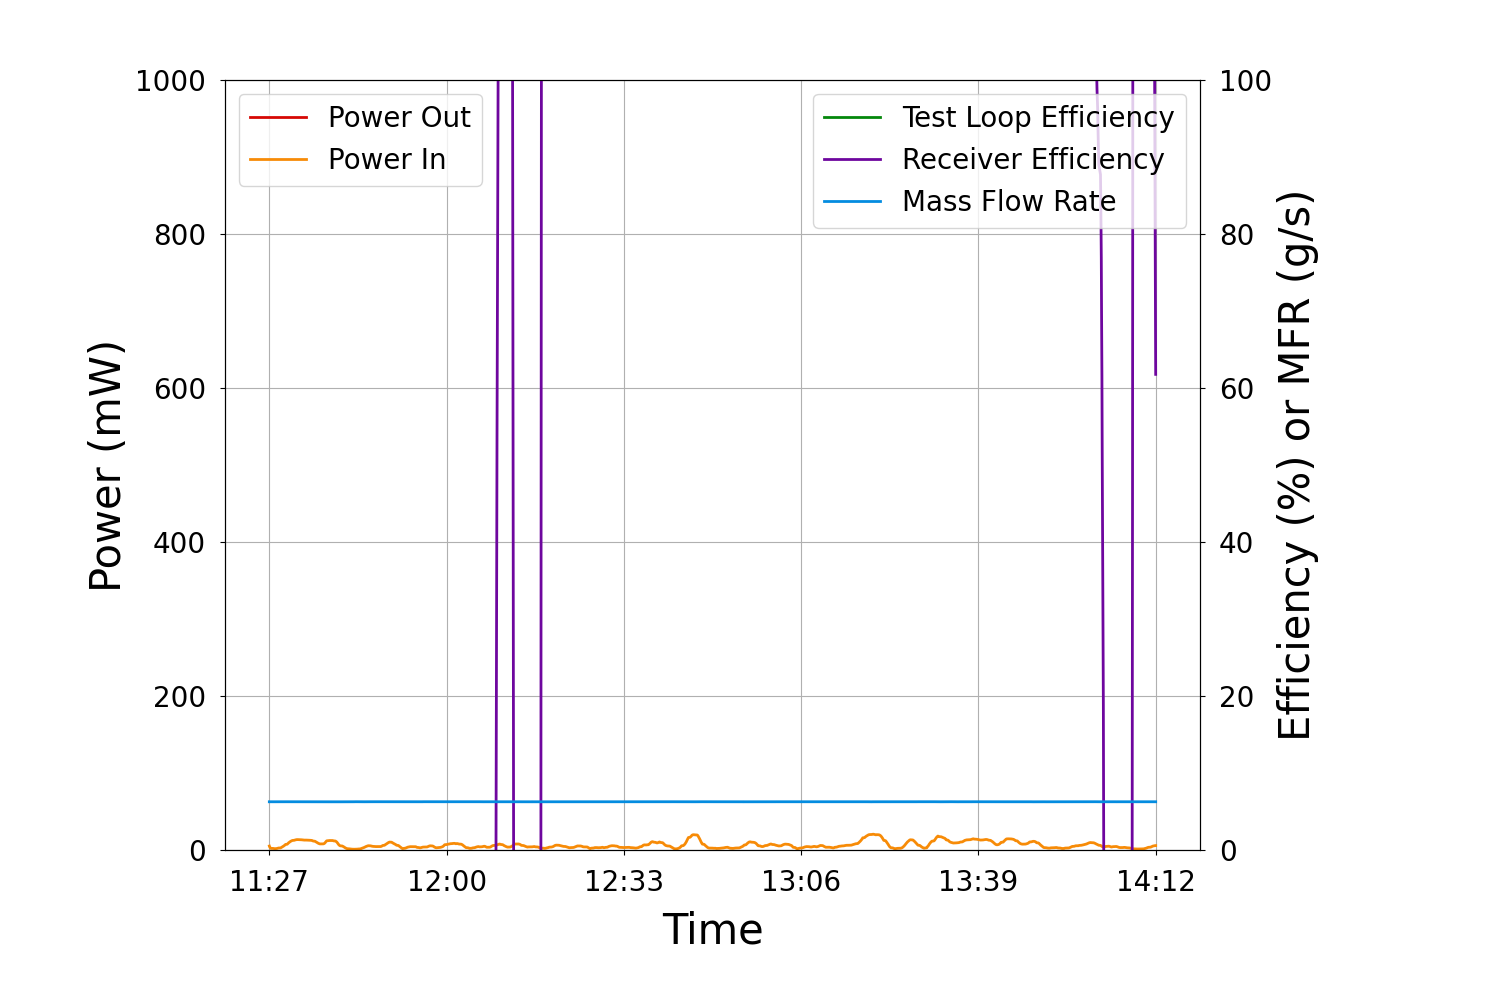 1000
800
600
400
200
0
Power (mW)
Power Out
Power In
Test Loop Efficiency
Receiver Efficiency
Mass Flow Rate
100
80
60
40
20
0
Efficiency (%) or MFR (g/s)
11:27 12:00 12:33 13:06 13:39 14:12
Time